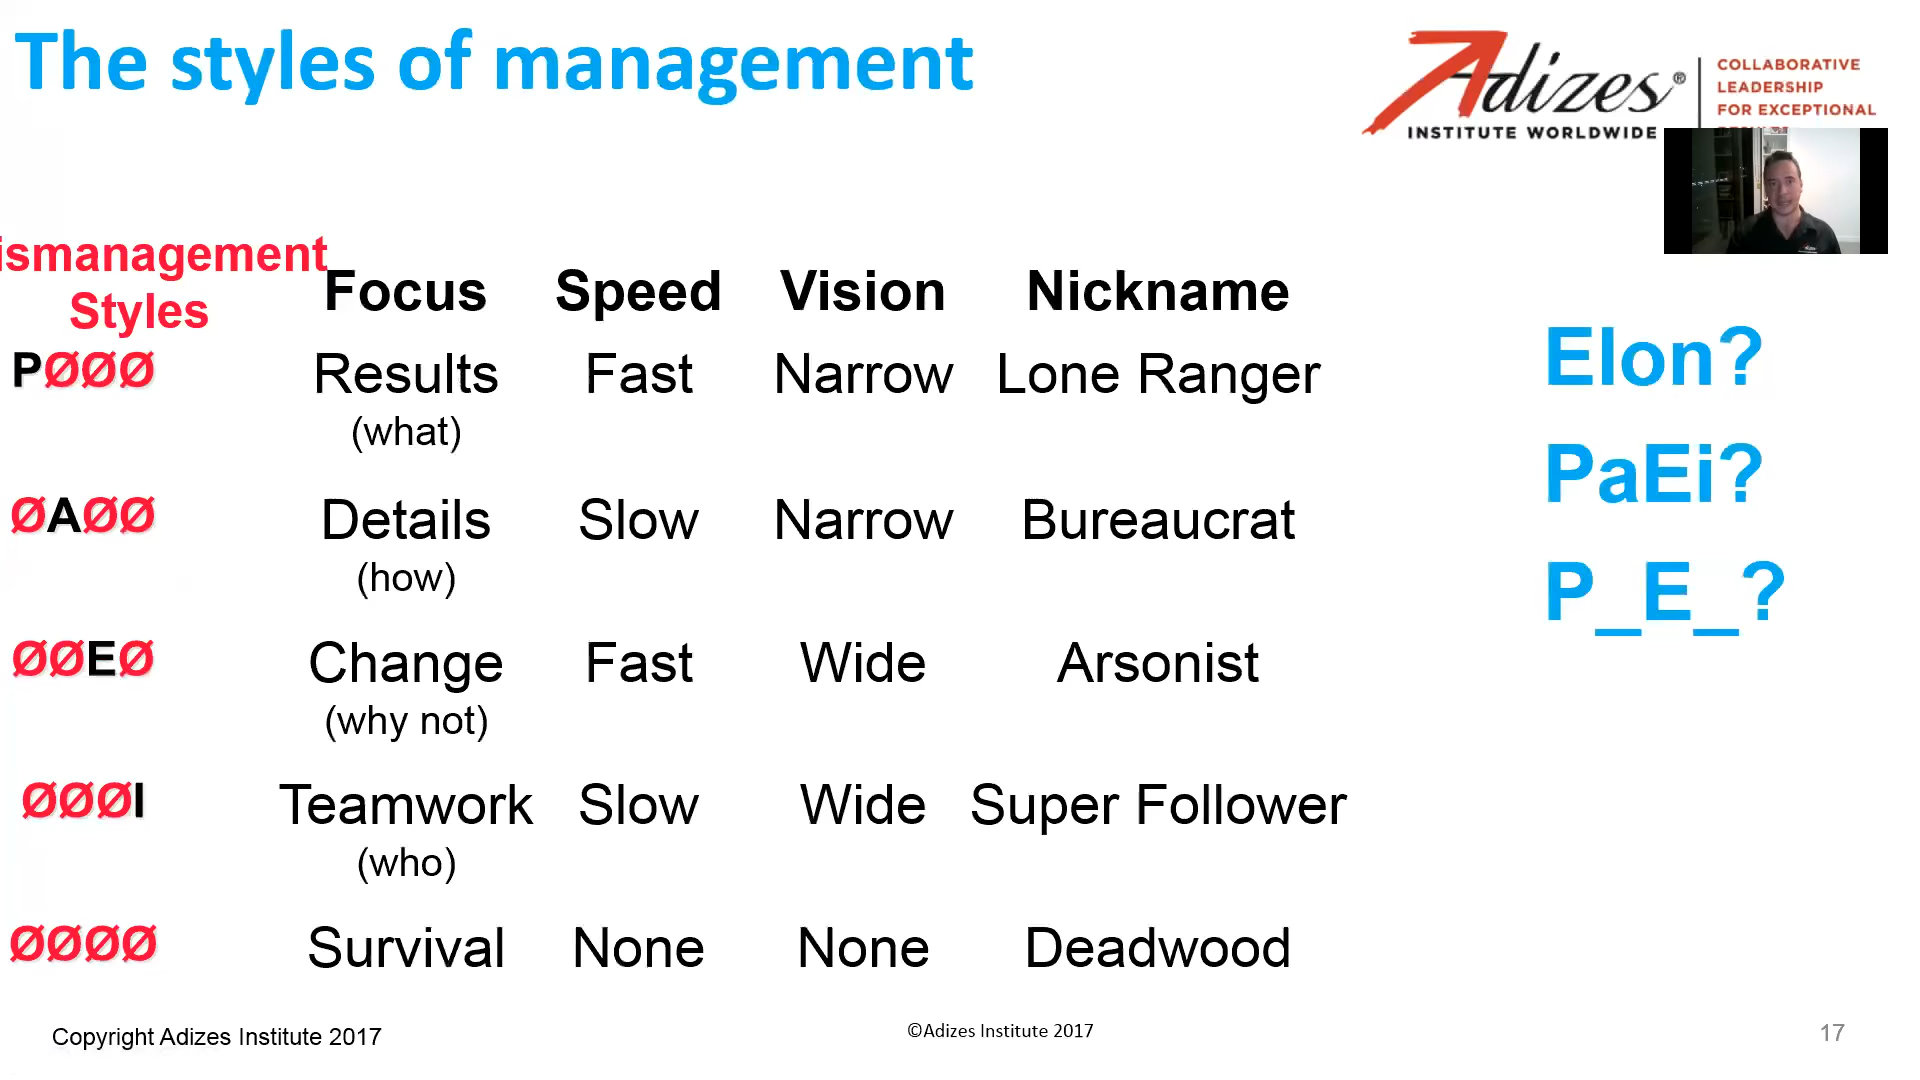 The styles of management
Adizes®
INSTITUTE WORLDWIDE
COLLABORATIVE
LEADERSHIP
FOR EXCEPTIONAL
ismanagement
Styles
Focus Speed Vision Nickname
PØØØ Results Fast Narrow Lone Ranger
(what)
ØAØØ Details Slow Narrow Bureaucrat
(how)
ØØEØ Change Fast Wide Arsonist
(why not)
ØØØI Teamwork Slow Wide Super Follower
(who)
ØØØØ Survival None None Deadwood
Elon?
PaEi?
P_E_?
Copyright Adizes Institute 2017
©Adizes Institute 2017
17